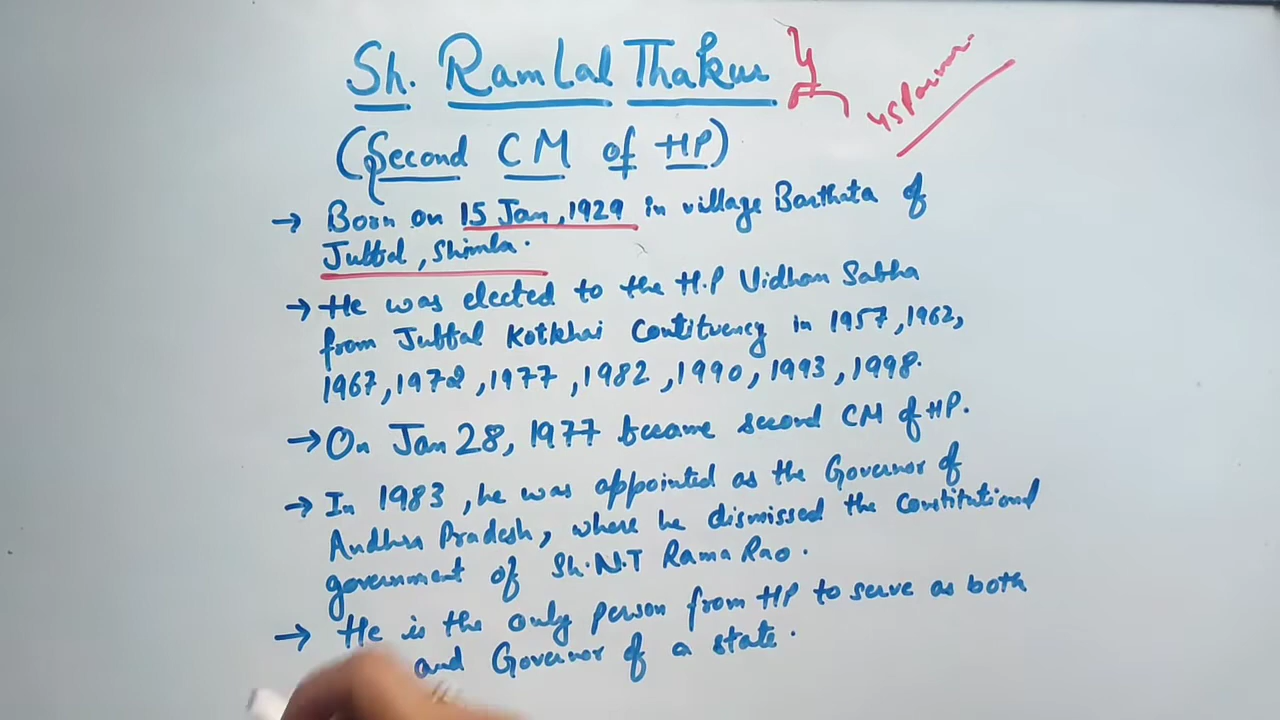 Sh. Ram Lal Thakur
YS Parmar.
(Second CM of HP)
→ Born on 15 Jan, 1929 in village Barthata of
Jubbal, Shimla.
→ He was elected to the H.P Vidhan Sabha
from Jubbal Kotkhai Contituency in 1957, 1962,
1967, 1972, 1977, 1982, 1990, 1993, 1998.
→ On Jan 28, 1977 became second CM of HP.
→ In 1983, he was appointed as the Governor of
Andhra Pradesh, where he dismissed the Constitutional
government of Sh. N.T Rama Rao.
→ He is the only person from HP to serve as both
and Governor of a state.